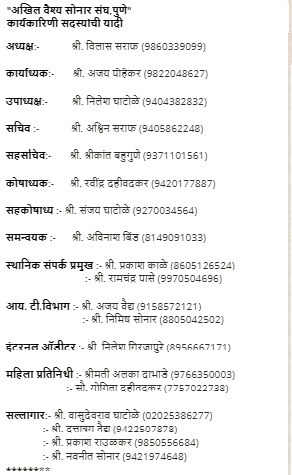 "अखिल वैश्य सोनार संघ,पुणे"
कार्यकारिणी सदस्यांची यादी
अध्यक्ष:- श्री. विलास सराफ (9860339099)
कार्याध्यक:- श्री. अजय पोहेकर (9822048627)
उपाध्यक्ष:- श्री. निलेश घाटोळे (9404382832)
सचिव :- श्री. अश्विन सराफ (9405862248)
सहसचिव:- श्री. श्रीकांत बहुगुणे (9371101561)
कोषाध्यक:- श्री. रवींद्र दहीवदकर (9420177887)
सहकोषाध्य :- श्री. संजय घाटोळे (9270034564)
समन्वयक :- श्री. अविनाश बिंड (8149091033)
स्थानिक संपर्क प्रमुख :- श्री. प्रकाश काळे (8605126524)
:- श्री. रामचंद्र पासे (9970504696)
आय. टी.विभाग :- श्री. अजय वैद्य (9158572121)
:- श्री. निमिष सोनार (8805042502)
इंटरनल ऑडीटर :- श्री. निलेश गिरजापुरे (8956667171)
महिला प्रतिनिधी :- श्रीमती अलका दाभाडे (9766350003)
:- सौ. योगिता दहीवदकर (7757022738)
सल्लागार:- श्री. वासुदेवराव घाटोळे (02025386277)
:- श्री. दत्तात्रय वैद्य (9422507878)
:- श्री. प्रकाश राउळकर (9850556684)
:- श्री. नवनीत सोनार (9421974648)
********